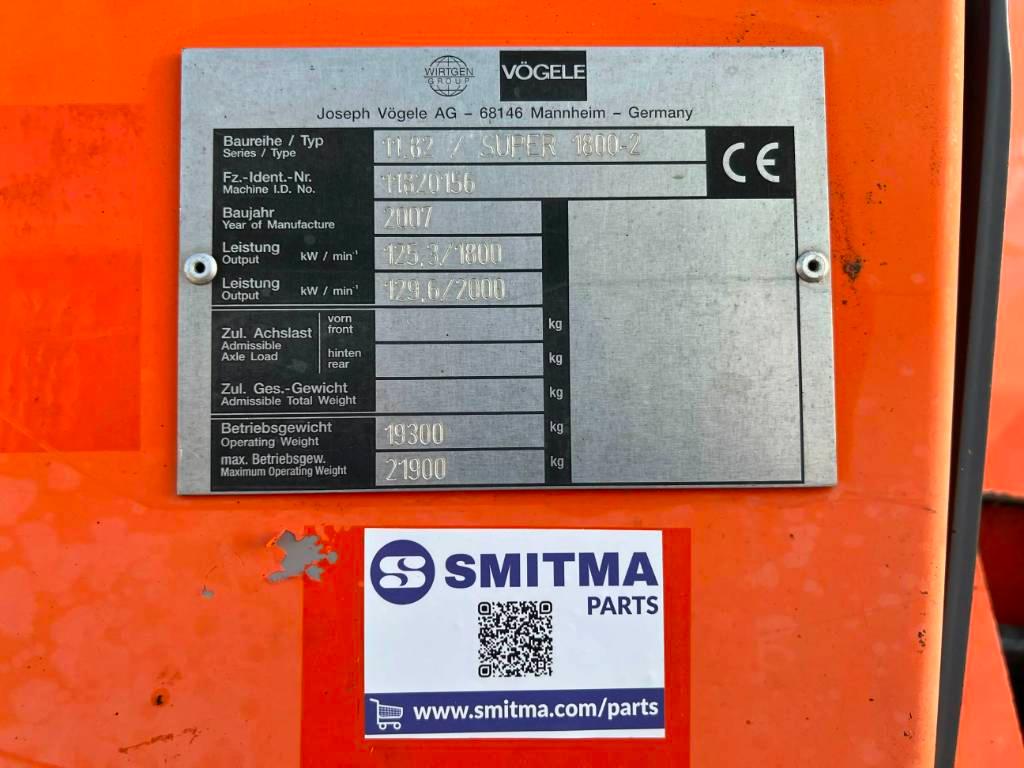 WIRTGEN
GROUP
VÖGELE
Joseph Vögele AG – 68146 Mannheim – Germany
Baureihe / Typ
Series / Type
11.82 / SUPER 1800-2
CE
Fz.-Ident.-Nr.
Machine I.D. No.
11820156
Baujahr
Year of Manufacture
2007
Leistung
Output kW / min⁻¹
125,3/1800
Leistung
Output kW / min⁻¹
129,6/2000
Zul. Achslast
Admissible
Axle Load
vorn
front
kg
hinten
rear
kg
Zul. Ges.-Gewicht
Admissible Total Weight
kg
Betriebsgewicht
Operating Weight
19300 kg
max. Betriebsgew.
Maximum Operating Weight
21900 kg
S SMITMA
PARTS
www.smitma.com/parts